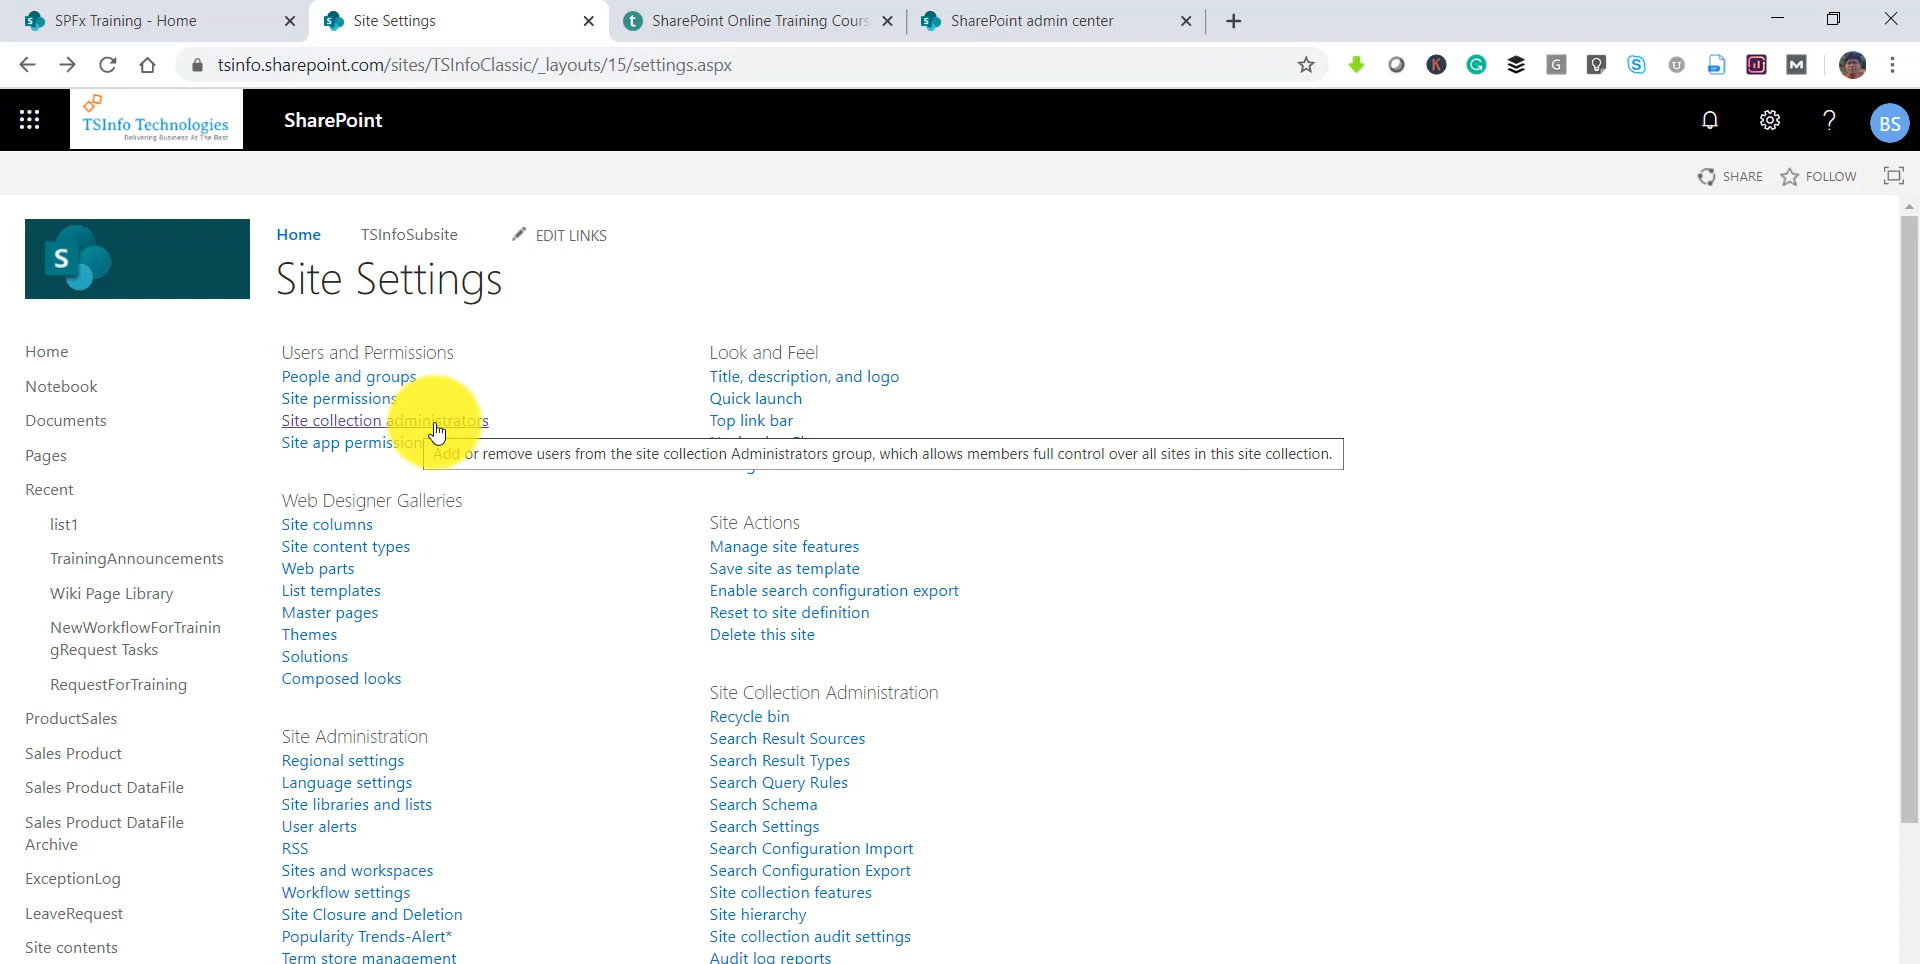 SPFx Training - Home
Site Settings
SharePoint Online Training Cours
SharePoint admin center
tsinfo.sharepoint.com/sites/TSInfoClassic/_layouts/15/settings.aspx
TSInfo Technologies
Delivering Business At The Best
SharePoint
BS
SHARE
FOLLOW
S
Home
TSInfoSubsite
EDIT LINKS
Site Settings
Home
Notebook
Documents
Pages
Recent
list1
TrainingAnnouncements
Wiki Page Library
NewWorkflowForTrainin
gRequest Tasks
RequestForTraining
ProductSales
Sales Product
Sales Product DataFile
Sales Product DataFile
Archive
ExceptionLog
LeaveRequest
Site contents
Users and Permissions
People and groups
Site permissions
Site collection administrators
Site app permission
Add or remove users from the site collection Administrators group, which allows members full control over all sites in this site collection.
Web Designer Galleries
Site columns
Site content types
Web parts
List templates
Master pages
Themes
Solutions
Composed looks
Site Administration
Regional settings
Language settings
Site libraries and lists
User alerts
RSS
Sites and workspaces
Workflow settings
Site Closure and Deletion
Popularity Trends-Alert*
Term store management
Look and Feel
Title, description, and logo
Quick launch
Top link bar
Site Actions
Manage site features
Save site as template
Enable search configuration export
Reset to site definition
Delete this site
Site Collection Administration
Recycle bin
Search Result Sources
Search Result Types
Search Query Rules
Search Schema
Search Settings
Search Configuration Import
Search Configuration Export
Site collection features
Site hierarchy
Site collection audit settings
Audit log reports